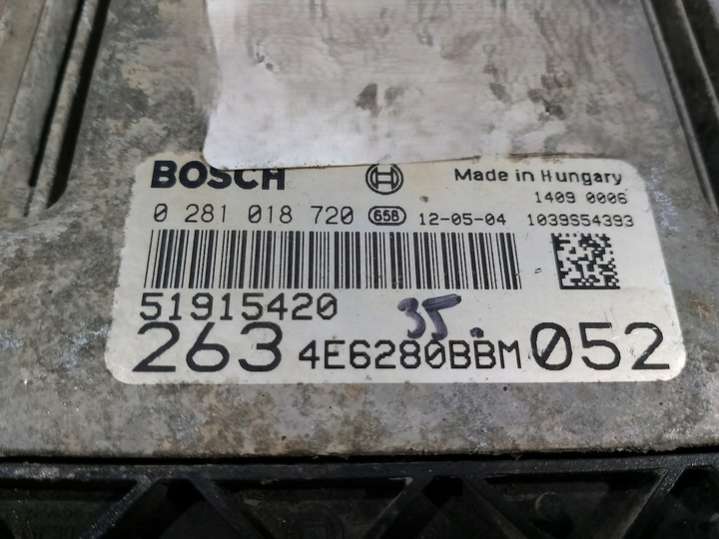 BOSCH Made in Hungary
1409 0006
0 281 018 720 658 12-05-04 1039S54393
51915420
35.
263 4E6280BBM 052